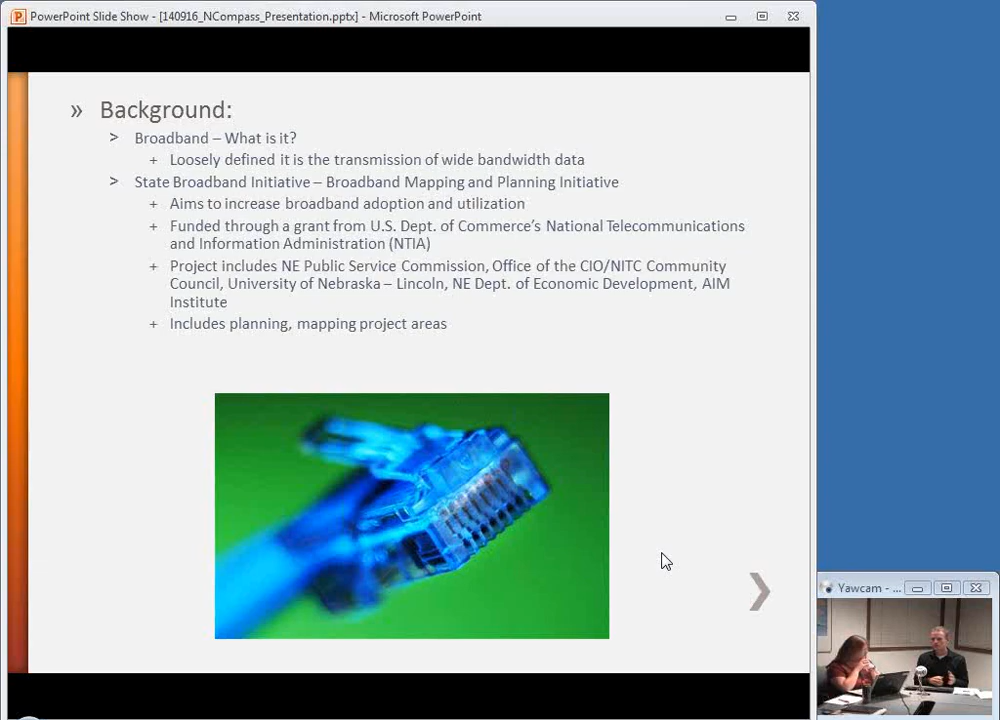 PowerPoint Slide Show - [140916_NCompass_Presentation.pptx] - Microsoft PowerPoint
» Background:
> Broadband – What is it?
+ Loosely defined it is the transmission of wide bandwidth data
> State Broadband Initiative – Broadband Mapping and Planning Initiative
+ Aims to increase broadband adoption and utilization
+ Funded through a grant from U.S. Dept. of Commerce's National Telecommunications
and Information Administration (NTIA)
+ Project includes NE Public Service Commission, Office of the CIO/NITC Community
Council, University of Nebraska – Lincoln, NE Dept. of Economic Development, AIM
Institute
+ Includes planning, mapping project areas
Yawcam - ...